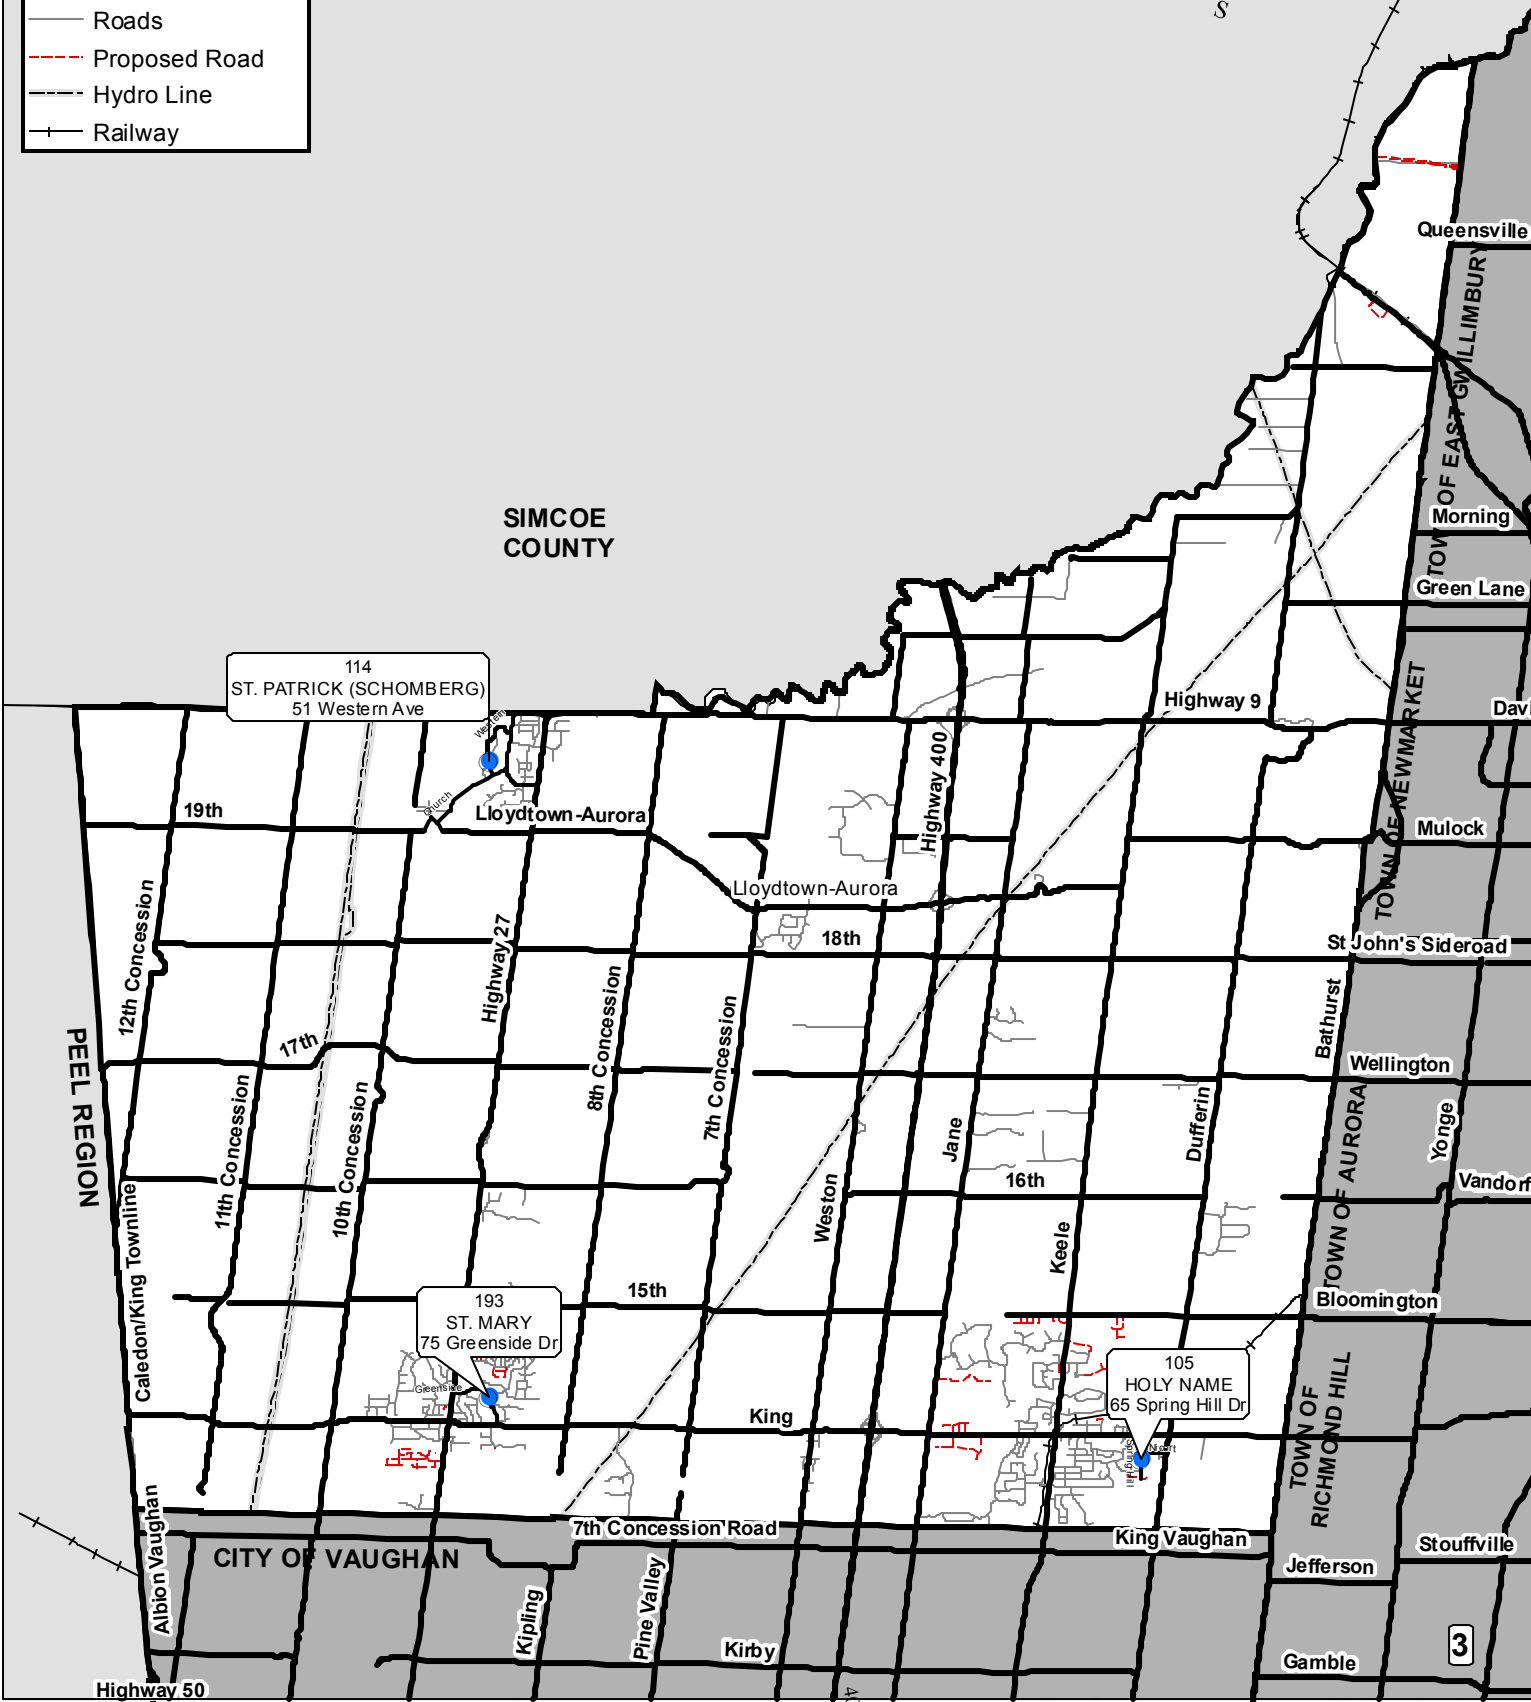 S
Roads
Proposed Road
Hydro Line
Railway
Queensville
TOWN OF EAST GWILLIMBURY
SIMCOE
COUNTY
Morning
Green Lane
114
ST. PATRICK (SCHOMBERG)
51 Western Ave
Western
Highway 9
Davi
TOWN OF NEWMARKET
Highway 400
Church
19th
Lloydtown-Aurora
Mulock
Lloydtown-Aurora
12th Concession
Highway 27
18th
St John's Sideroad
8th Concession
7th Concession
Bathurst
17th
PEEL REGION
Wellington
11th Concession
10th Concession
Jane
Dufferin
TOWN OF AURORA
Yonge
Weston
16th
Vandorf
Caledon/King Townline
Keele
15th
Bloomington
193
ST. MARY
75 Greenside Dr
Greenside
105
HOLY NAME
65 Spring Hill Dr
King
Spring Hill
TOWN OF
RICHMOND HILL
Albion Vaughan
7th Concession Road
King Vaughan
CITY OF VAUGHAN
Stouffville
Jefferson
Kipling
Pine Valley
Kirby
3
Gamble
Highway 50